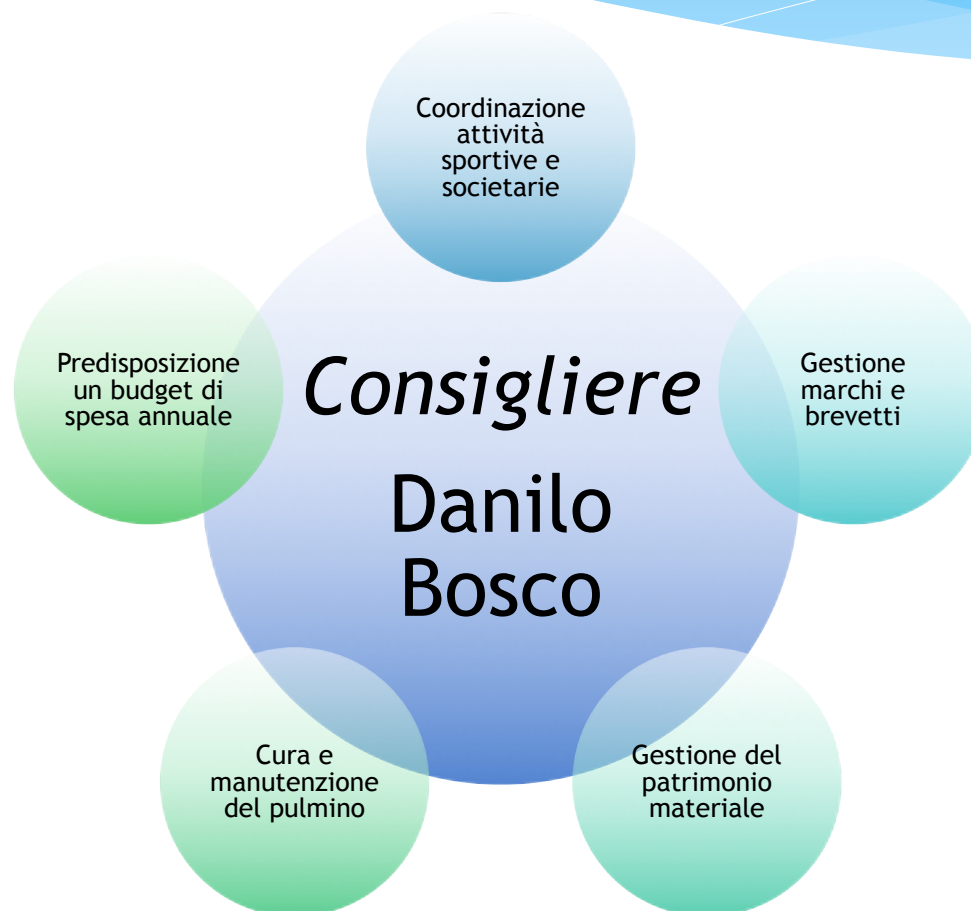 Coordinazione
attività
sportive e
societarie
Predisposizione
un budget di
spesa annuale
Consigliere
Danilo
Bosco
Gestione
marchi e
brevetti
Cura e
manutenzione
del pulmino
Gestione del
patrimonio
materiale